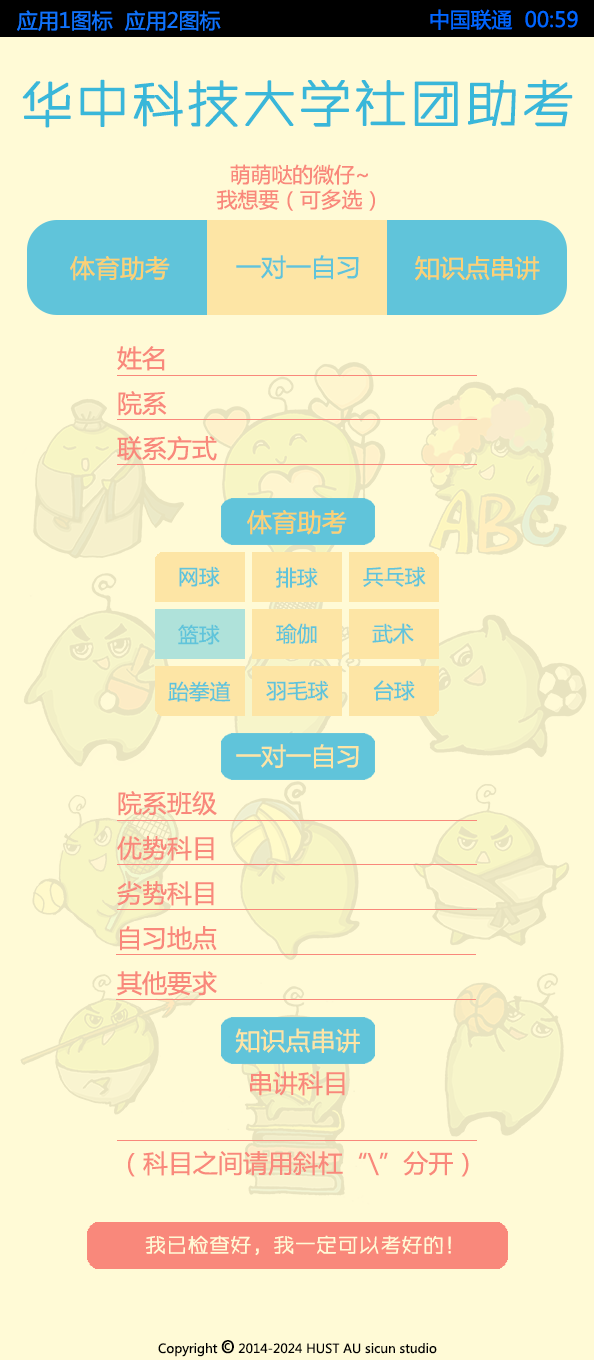 应用1图标 应用2图标 中国联通 00:59
华中科技大学社团助考
萌萌哒的微仔~
我想要（可多选）
体育助考 一对一自习 知识点串讲
姓名
院系
联系方式
ABC
体育助考
网球 排球 兵乓球
篮球 瑜伽 武术
跆拳道 羽毛球 台球
一对一自习
院系班级
优势科目
劣势科目
自习地点
其他要求
知识点串讲
串讲科目
（科目之间请用斜杠“\”分开）
我已检查好，我一定可以考好的！
Copyright © 2014-2024 HUST AU sicun studio